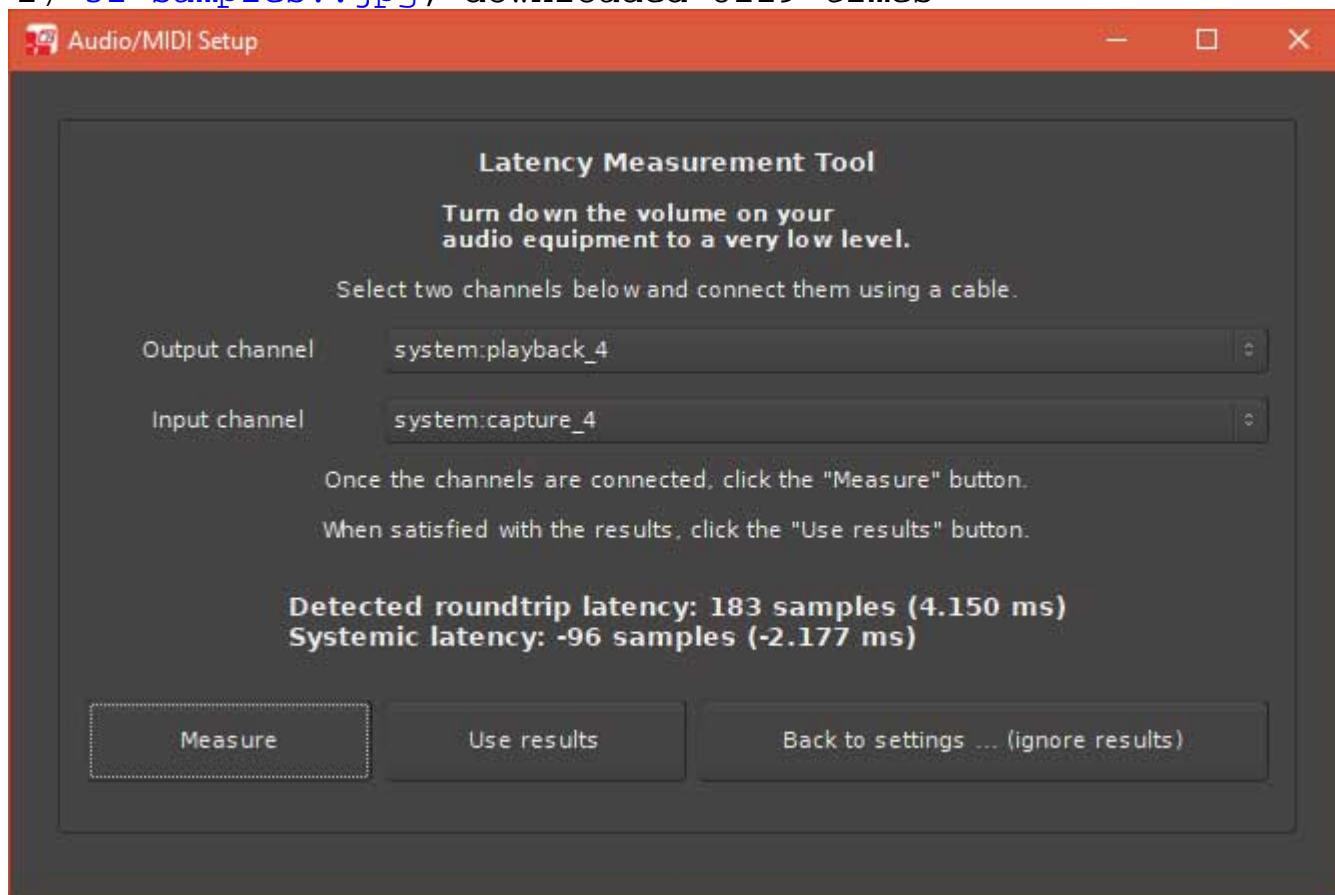 samples..jpg, downloaded times
Audio/MIDI Setup
Latency Measurement Tool
Turn down the volume on your
audio equipment to a very low level.
Select two channels below and connect them using a cable.
Output channel system:playback_4
Input channel system:capture_4
Once the channels are connected, click the "Measure" button.
When satisfied with the results, click the "Use results" button.
Detected roundtrip latency: 183 samples (4.150 ms)
Systemic latency: -96 samples (-2.177 ms)
Measure Use results Back to settings ... (ignore results)